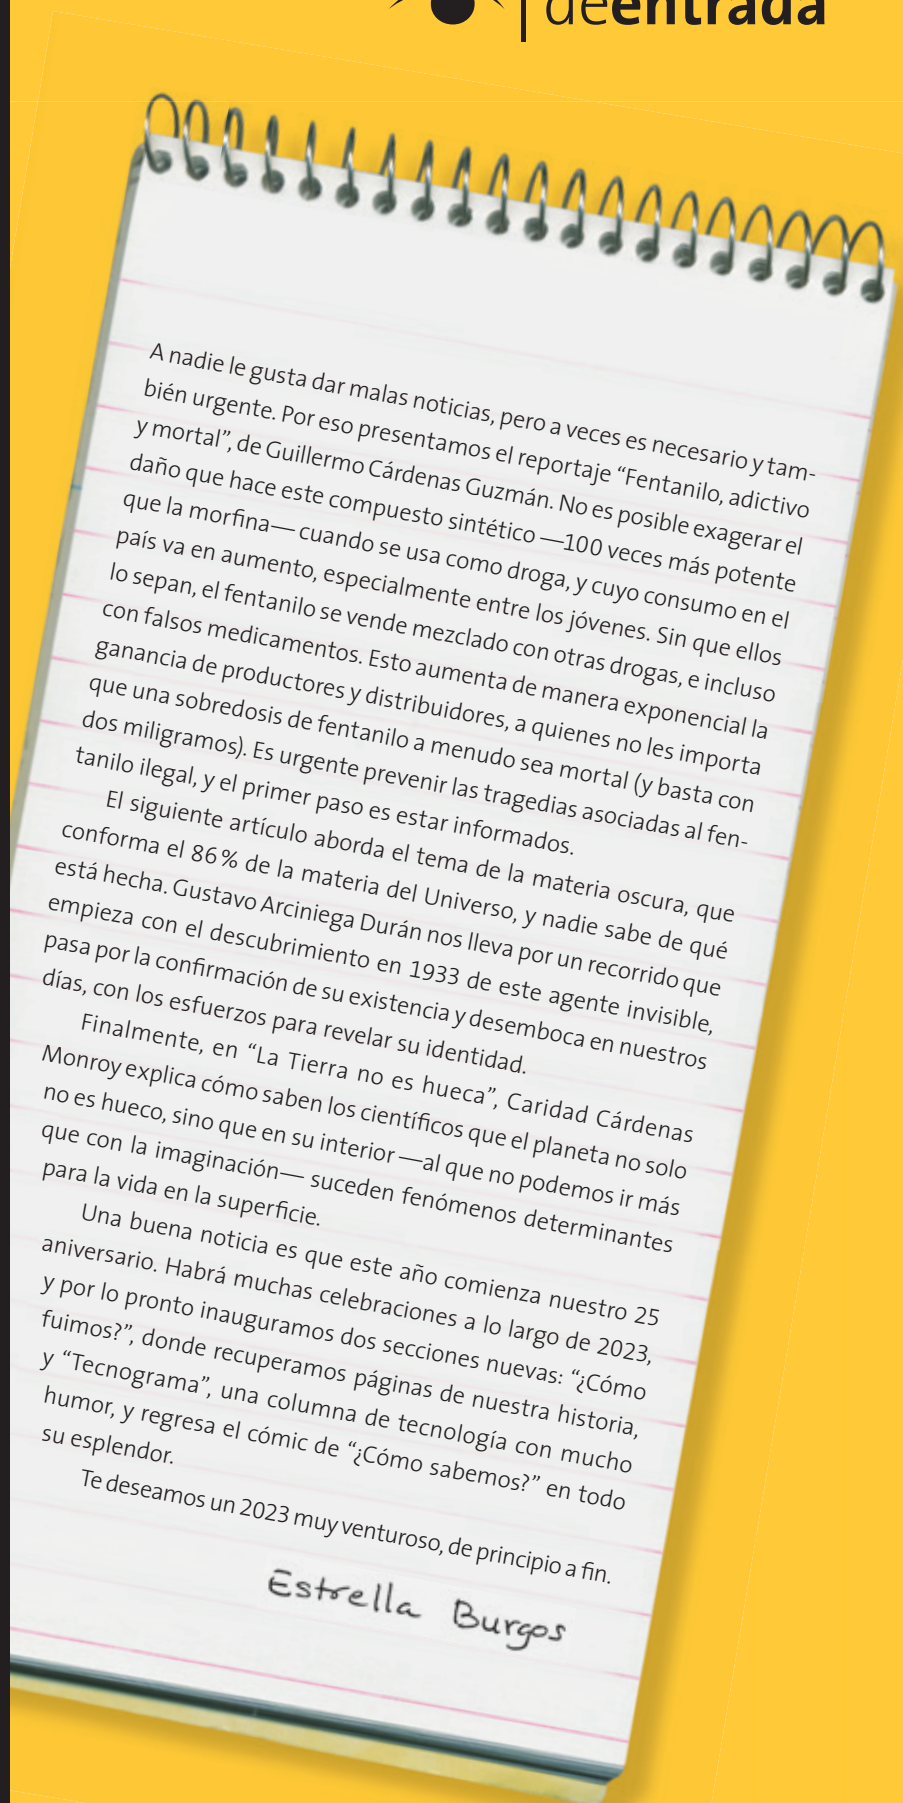 deentrada
A nadie le gusta dar malas noticias, pero a veces es necesario y tam-
bién urgente. Por eso presentamos el reportaje “Fentanilo, adictivo
y mortal”, de Guillermo Cárdenas Guzmán. No es posible exagerar el
daño que hace este compuesto sintético —100 veces más potente
que la morfina— cuando se usa como droga, y cuyo consumo en el
país va en aumento, especialmente entre los jóvenes. Sin que ellos
lo sepan, el fentanilo se vende mezclado con otras drogas, e incluso
con falsos medicamentos. Esto aumenta de manera exponencial la
ganancia de productores y distribuidores, a quienes no les importa
que una sobredosis de fentanilo a menudo sea mortal (y basta con
dos miligramos). Es urgente prevenir las tragedias asociadas al fen-
tanilo ilegal, y el primer paso es estar informados.
El siguiente artículo aborda el tema de la materia oscura, que
conforma el 86% de la materia del Universo, y nadie sabe de qué
está hecha. Gustavo Arciniega Durán nos lleva por un recorrido que
empieza con el descubrimiento en 1933 de este agente invisible,
pasa por la confirmación de su existencia y desemboca en nuestros
días, con los esfuerzos para revelar su identidad.
Finalmente, en “La Tierra no es hueca”, Caridad Cárdenas
Monroy explica cómo saben los científicos que el planeta no solo
no es hueco, sino que en su interior —al que no podemos ir más
que con la imaginación— suceden fenómenos determinantes
para la vida en la superficie.
Una buena noticia es que este año comienza nuestro 25
aniversario. Habrá muchas celebraciones a lo largo de 2023,
y por lo pronto inauguramos dos secciones nuevas: “¿Cómo
fuimos?”, donde recuperamos páginas de nuestra historia,
y “Tecnograma”, una columna de tecnología con mucho
humor, y regresa el cómic de “¿Cómo sabemos?” en todo
su esplendor.
Te deseamos un 2023 muy venturoso, de principio a fin.
Estrella Burgos